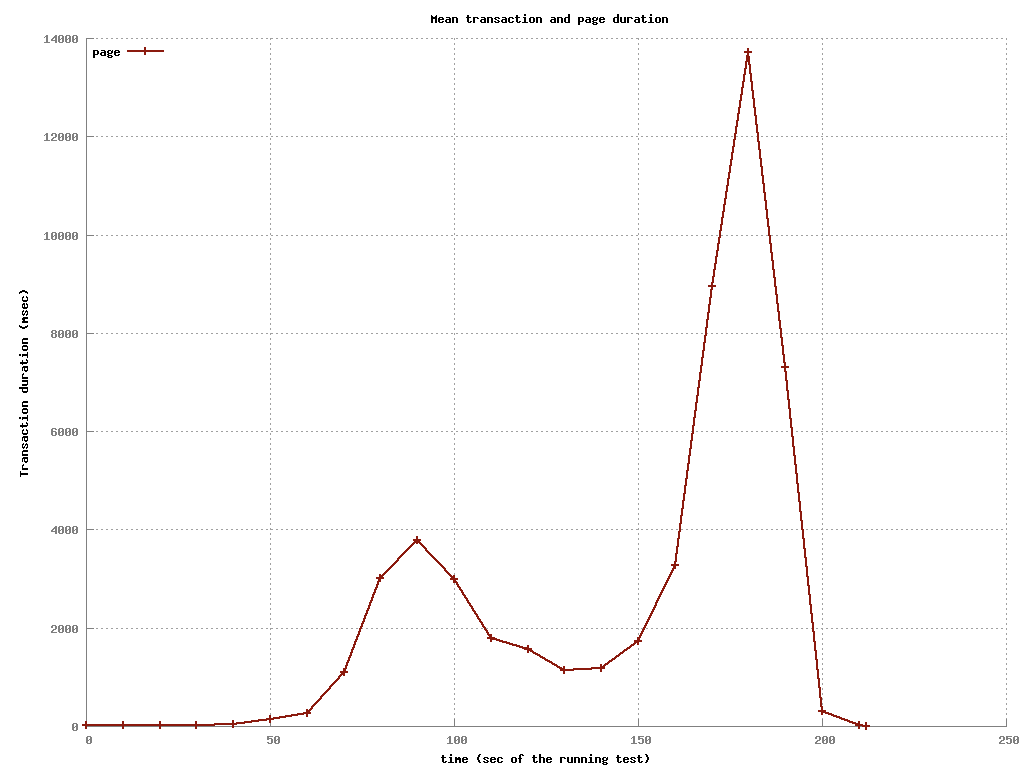 Mean transaction and page duration
14000
page
12000
10000
8000
Transaction duration (msec)
6000
4000
2000
0
0 50 100 150 200 250
time (sec of the running test)